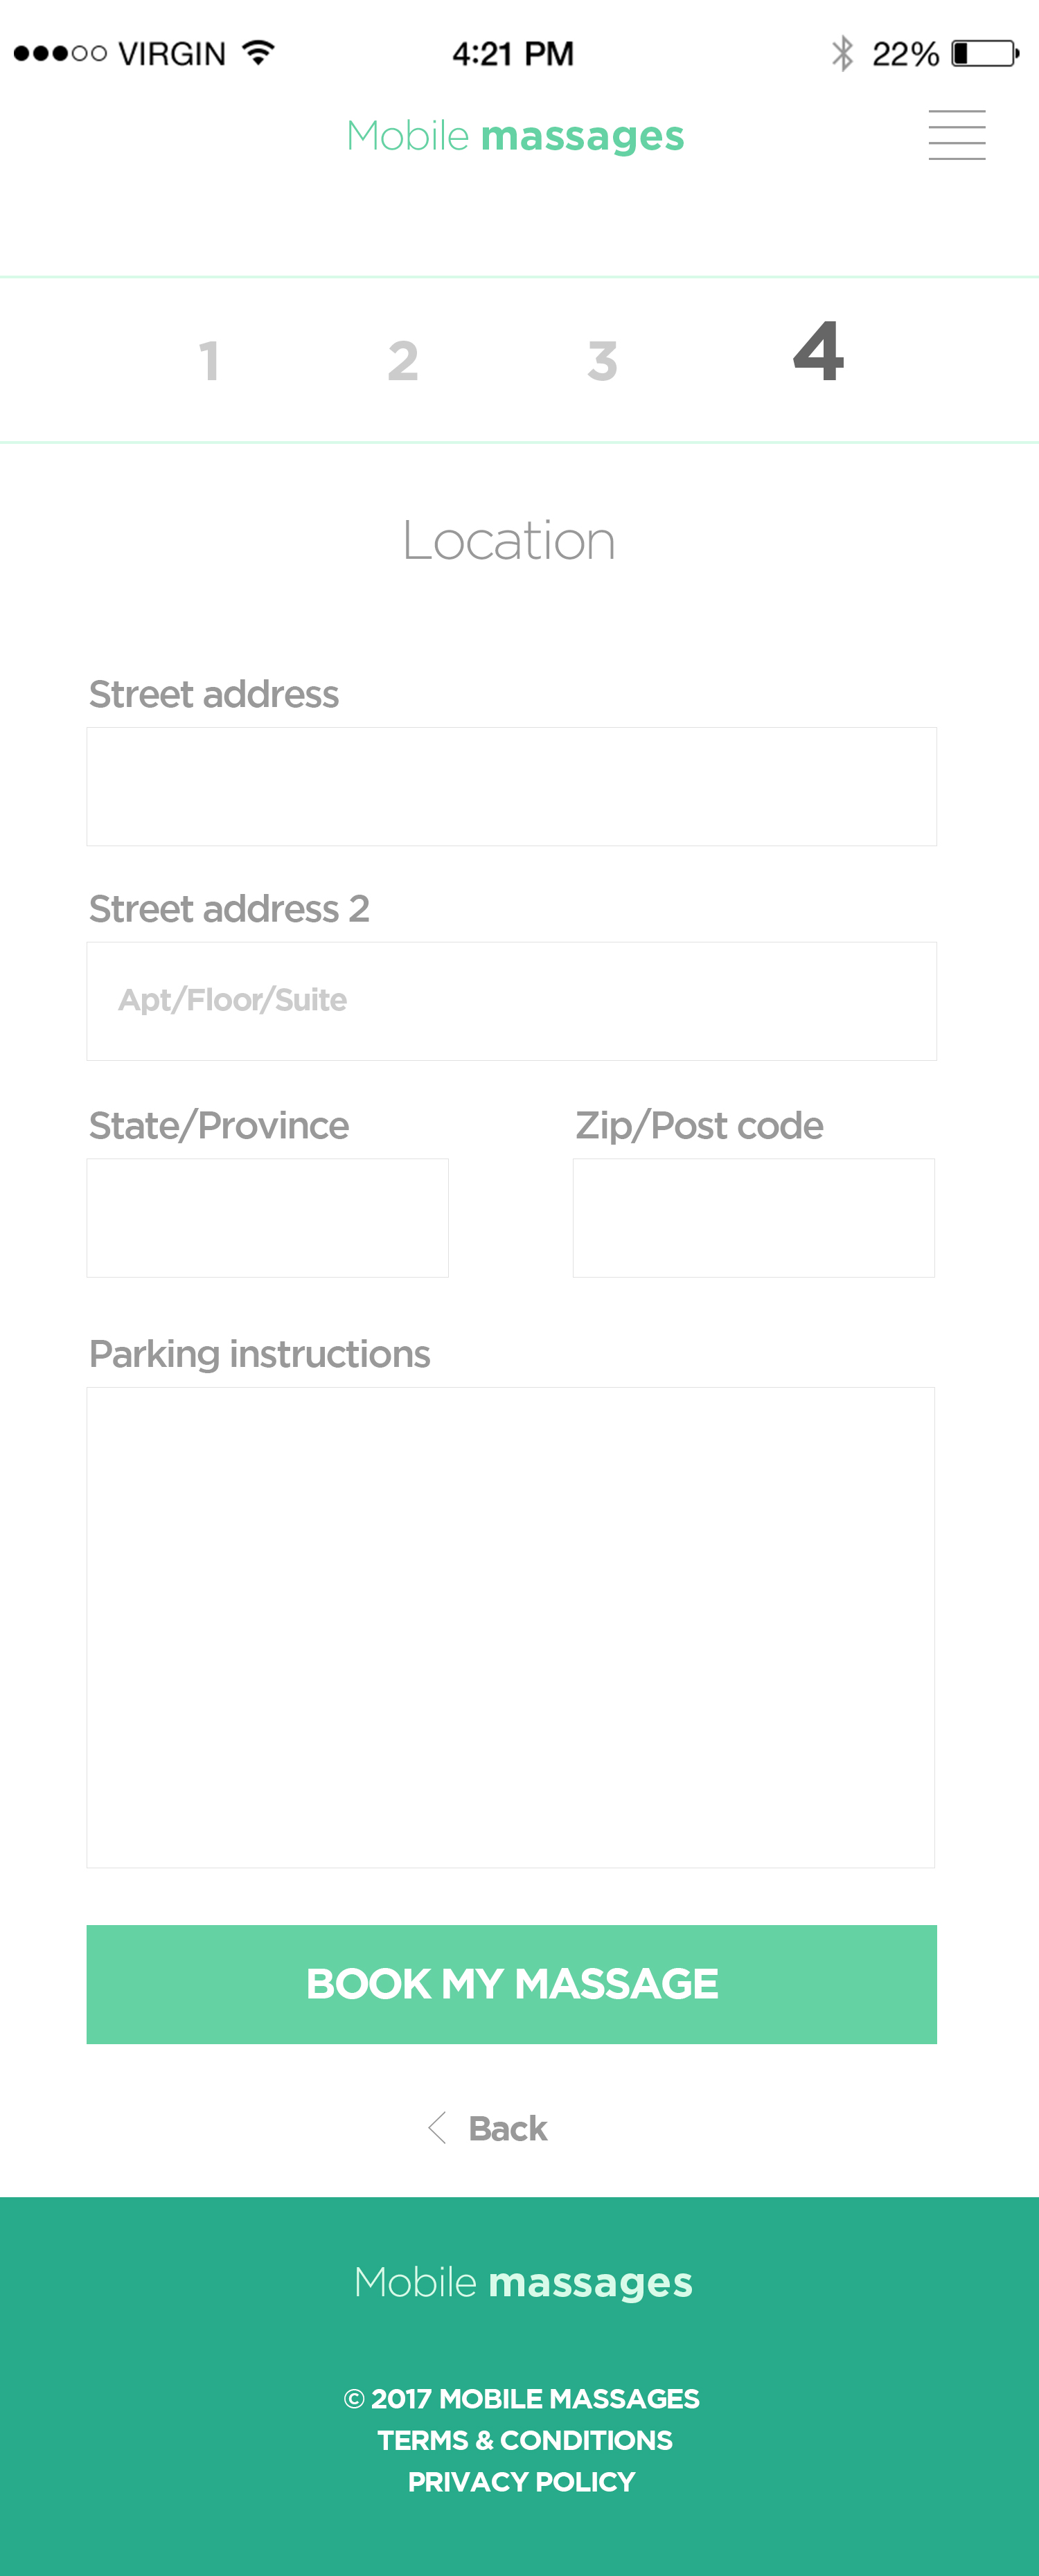 VIRGIN 4:21 PM 22%
Mobile massages
1 2 3 4
Location
Street address
Street address 2
Apt/Floor/Suite
State/Province Zip/Post code
Parking instructions
BOOK MY MASSAGE
Back
Mobile massages
© 2017 MOBILE MASSAGES
TERMS & CONDITIONS
PRIVACY POLICY